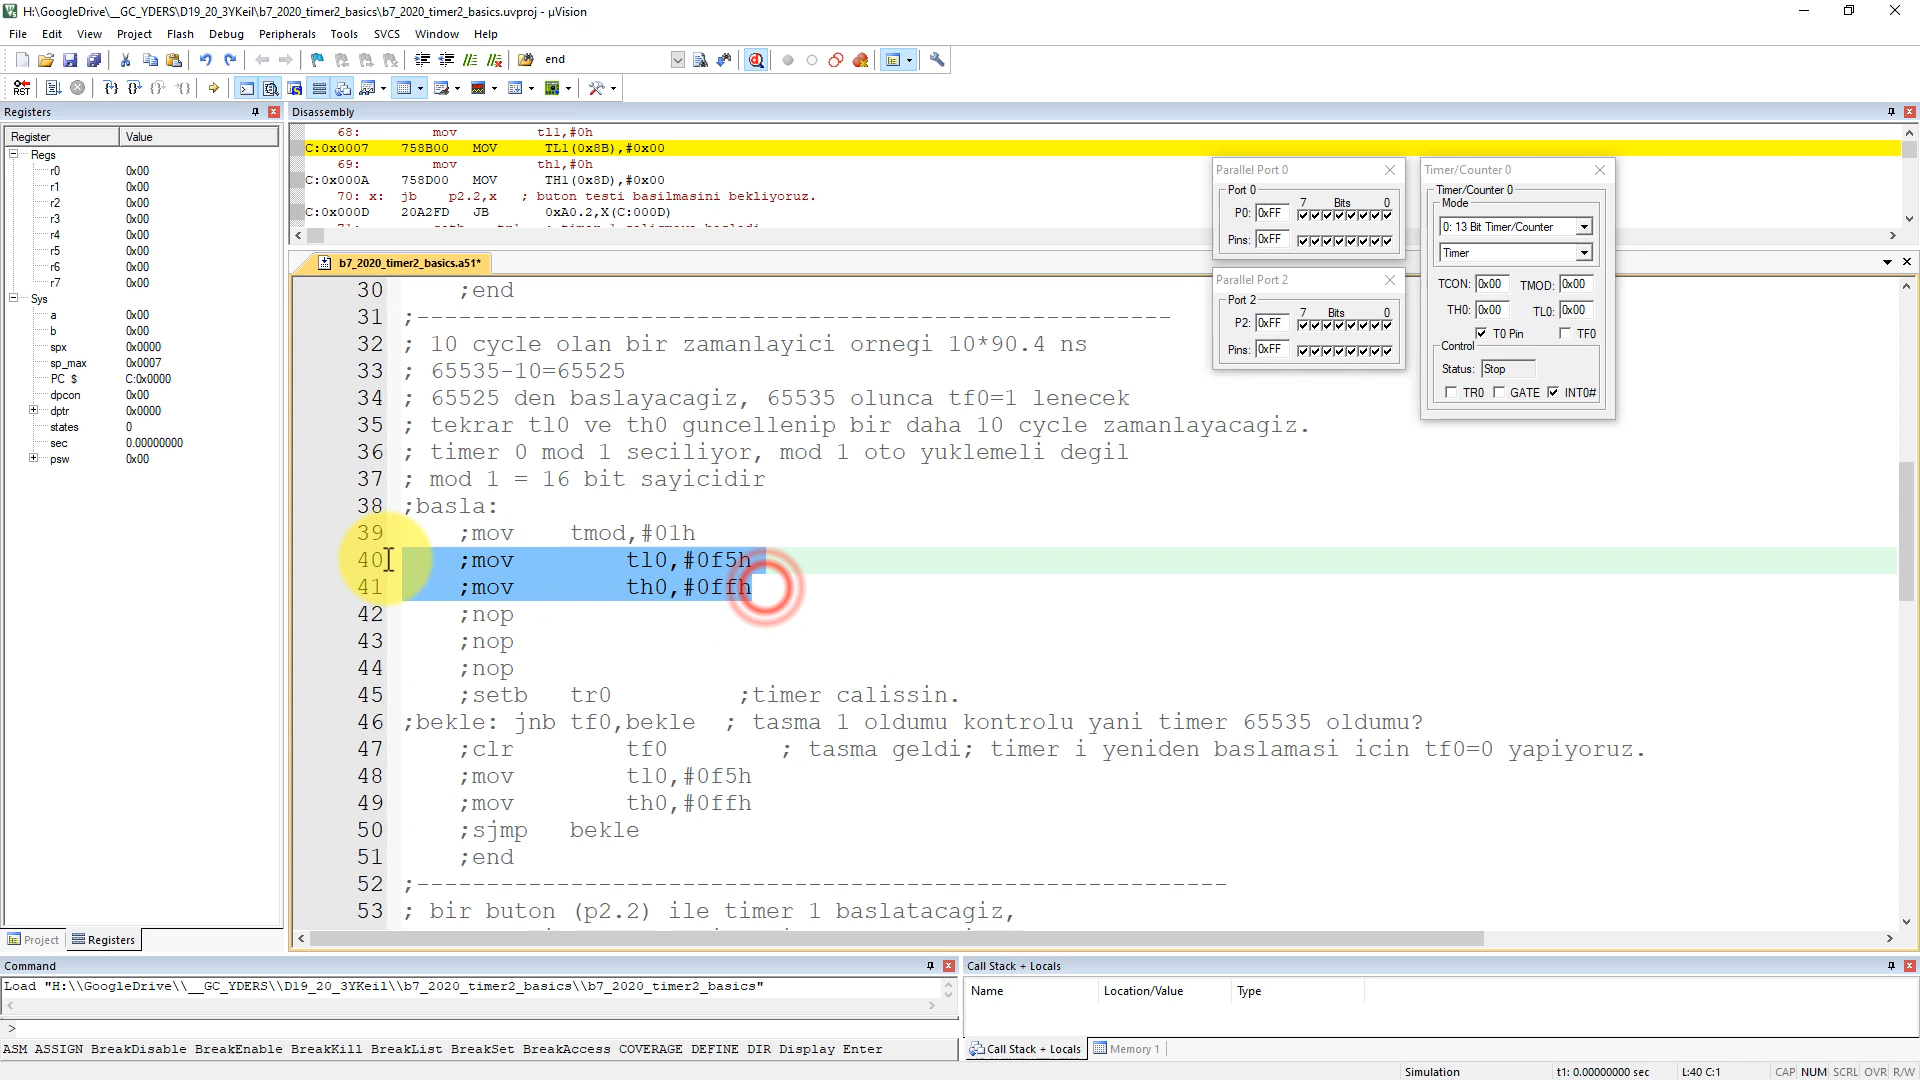 H:\GoogleDrive\__GC_YDERS\D19_20_3YKeil\b7_2020_timer2_basics\b7_2020_timer2_basics.uvproj - µVision
File Edit View Project Flash Debug Peripherals Tools SVCS Window Help
end
RST
Registers
Register Value
Regs
r0 0x00
r1 0x00
r2 0x00
r3 0x00
r4 0x00
r5 0x00
r6 0x00
r7 0x00
Sys
a 0x00
b 0x00
spx 0x0000
sp_max 0x0007
PC $ C:0x0000
dpcon 0x00
dptr 0x0000
states 0
sec 0.00000000
psw 0x00
Project Registers
Disassembly
68: mov tl1,#0h
C:0x0007 758B00 MOV TL1(0x8B),#0x00
69: mov th1,#0h
C:0x000A 758D00 MOV TH1(0x8D),#0x00
70: x: jb p2.2,x ; buton testi basilmasini bekliyoruz.
C:0x000D 20A2FD JB 0xA0.2,X(C:000D)
b7_2020_timer2_basics.a51*
30 ;end
31 ;------------------------------------------------------
32 ; 10 cycle olan bir zamanlayici ornegi 10*90.4 ns
33 ; 65535-10=65525
34 ; 65525 den baslayacagiz, 65535 olunca tf0=1 lenecek
35 ; tekrar tl0 ve th0 guncellenip bir daha 10 cycle zamanlayacagiz.
36 ; timer 0 mod 1 seciliyor, mod 1 oto yuklemeli degil
37 ; mod 1 = 16 bit sayicidir
38 ;basla:
39 ;mov tmod,#01h
40 ;mov tl0,#0f5h
41 ;mov th0,#0ffh
42 ;nop
43 ;nop
44 ;nop
45 ;setb tr0 ;timer calissin.
46 ;bekle: jnb tf0,bekle ; tasma 1 oldumu kontrolu yani timer 65535 oldumu?
47 ;clr tf0 ; tasma geldi; timer i yeniden baslamasi icin tf0=0 yapiyoruz.
48 ;mov tl0,#0f5h
49 ;mov th0,#0ffh
50 ;sjmp bekle
51 ;end
52 ;----------------------------------------------------------
53 ; bir buton (p2.2) ile timer 1 baslatacagiz,
Parallel Port 0
Port 0
7 Bits 0
P0: 0xFF
Pins: 0xFF
Parallel Port 2
Port 2
7 Bits 0
P2: 0xFF
Pins: 0xFF
Timer/Counter 0
Timer/Counter 0
Mode
0: 13 Bit Timer/Counter
Timer
TCON: 0x00 TMOD: 0x00
TH0: 0x00 TL0: 0x00
T0 Pin TF0
Control
Status: Stop
TR0 GATE INT0#
Command
Load "H:\\GoogleDrive\\__GC_YDERS\\D19_20_3YKeil\\b7_2020_timer2_basics\\b7_2020_timer2_basics"
>
ASM ASSIGN BreakDisable BreakEnable BreakKill BreakList BreakSet BreakAccess COVERAGE DEFINE DIR Display Enter
Call Stack + Locals
Name Location/Value Type
Call Stack + Locals Memory 1
Simulation t1: 0.00000000 sec L:40 C:1 CAP NUM SCRL OVR R/W